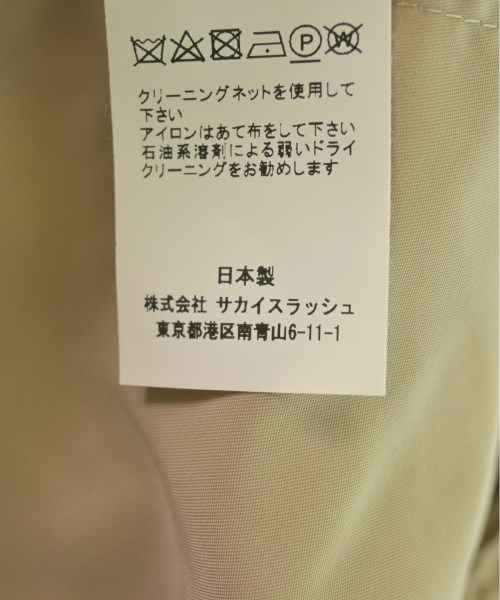 P W
クリーニングネットを使用して
下さい
アイロンはあて布をして下さい
石油系溶剤による弱いドライ
クリーニングをお勧めします
日本製
株式会社 サカイスラッシュ
東京都港区南青山6-11-1